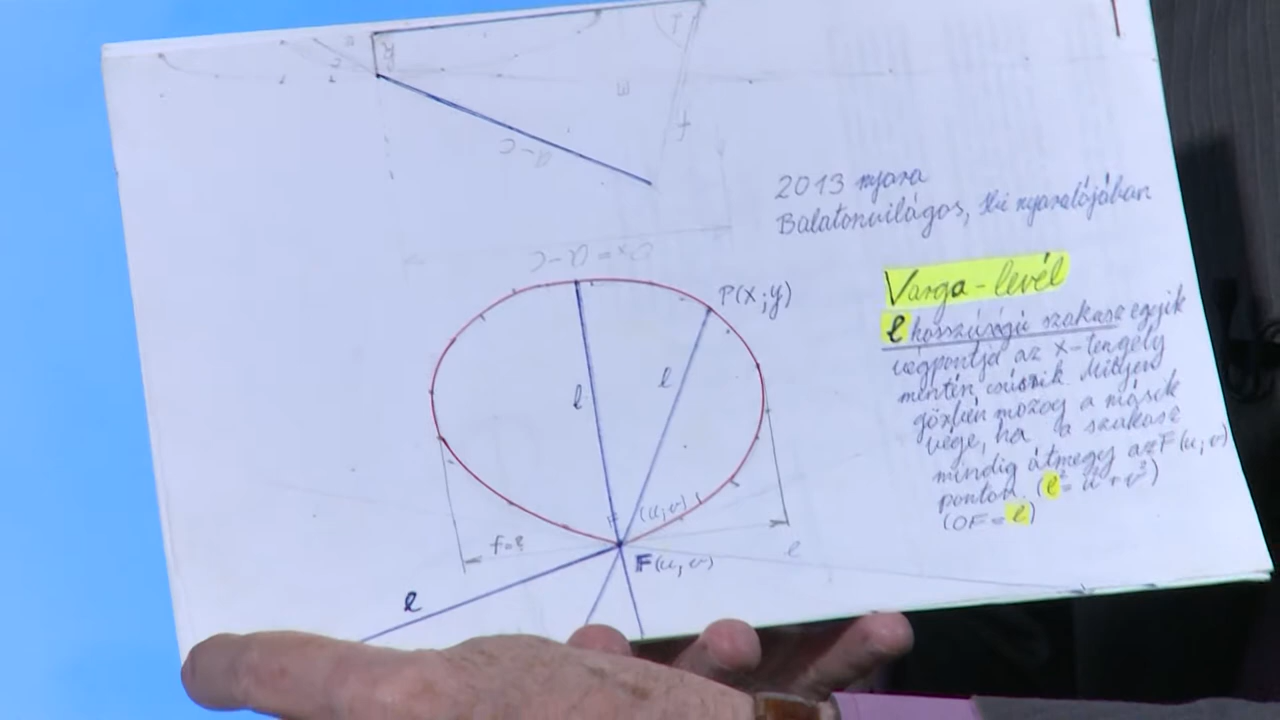 a-c
f
2013 nyara
Balatonvilágos, nyaralójában
Ox = a-c
P(x;y)
Varga-levél
l hosszúságú szakasz egyik
végpontja az x-tengely
mentén csúszik. Milyen
görbén mozog a másik
vége, ha a szakasz
mindig átmegy az F(u,v)
ponton. (l² = u² + v²)
(OF = l)
l
l
(u,v)
F(u,v)
l
l